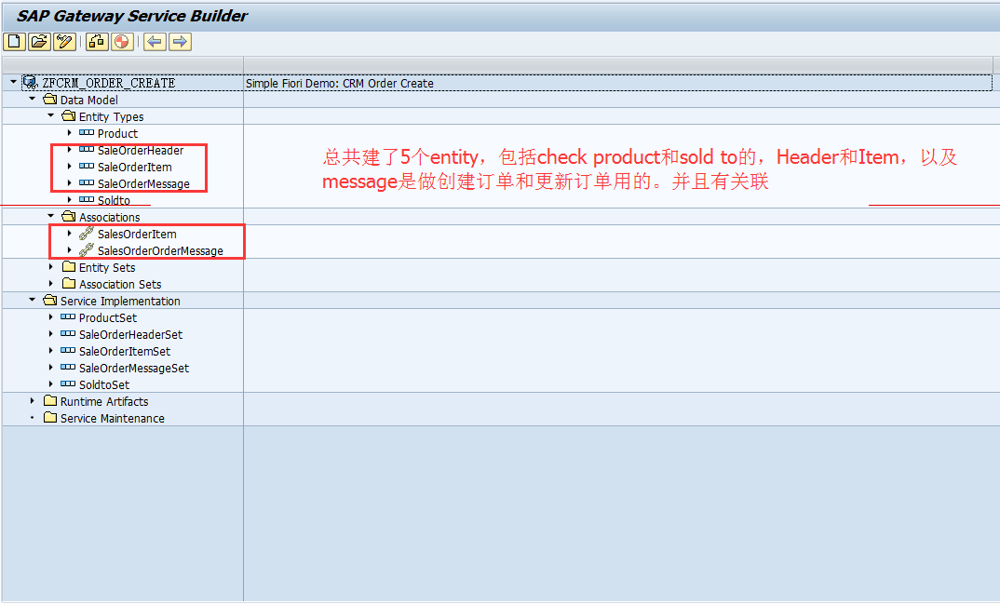 SAP Gateway Service Builder
ZFCRM_ORDER_CREATE Simple Fiori Demo: CRM Order Create
Data Model
Entity Types
Product
SaleOrderHeader
SaleOrderItem
SaleOrderMessage
Soldto
总共建了5个entity，包括check product和sold to的，Header和Item，以及
message是做创建订单和更新订单用的。并且有关联
Associations
SalesOrderItem
SalesOrderOrderMessage
Entity Sets
Association Sets
Service Implementation
ProductSet
SaleOrderHeaderSet
SaleOrderItemSet
SaleOrderMessageSet
SoldtoSet
Runtime Artifacts
Service Maintenance